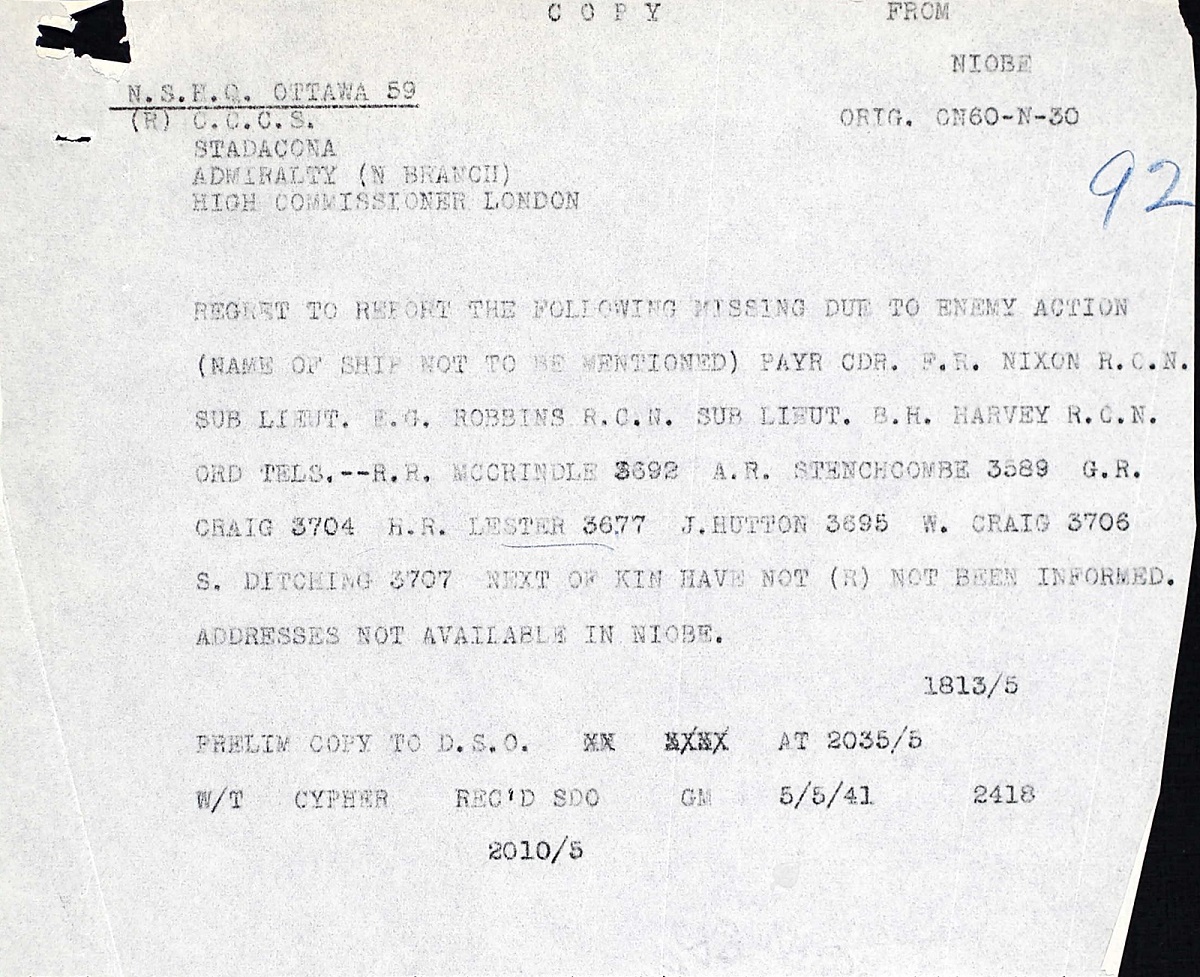 C O P Y FROM
NIOBE
N.S.H.Q. OTTAWA 59
(R) C.C.C.S. ORIG. CN60-N-30
STADACONA
ADMIRALTY (N BRANCH)
HIGH COMMISSIONER LONDON
92
REGRET TO REPORT THE FOLLOWING MISSING DUE TO ENEMY ACTION
(NAME OF SHIP NOT TO BE MENTIONED) PAYR CDR. F.R. NIXON R.C.N.
SUB LIEUT. E.G. ROBBINS R.C.N. SUB LIEUT. B.H. HARVEY R.C.N.
ORD TELS.--R.R. MCCRINDLE 3692 A.R. STENCHCOMBE 3589 G.R.
CRAIG 3704 H.R. LESTER 3677 J.HUTTON 3695 W. CRAIG 3706
S. DITCHING 3707 NEXT OF KIN HAVE NOT (R) NOT BEEN INFORMED.
ADDRESSES NOT AVAILABLE IN NIOBE.
1813/5
PRELIM COPY TO D.S.O. XX XXXX AT 2035/5
W/T CYPHER REC'D SDO GM 5/5/41 2418
2010/5